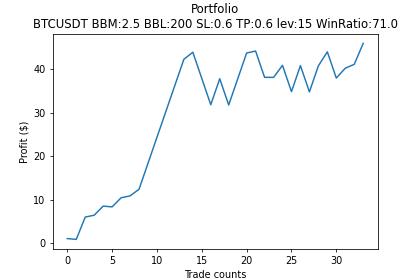 Portfolio
BTCUSDT BBM:2.5 BBL:200 SL:0.6 TP:0.6 lev:15 WinRatio:71.0
40
30
20
10
0
Profit ($)
0 5 10 15 20 25 30
Trade counts